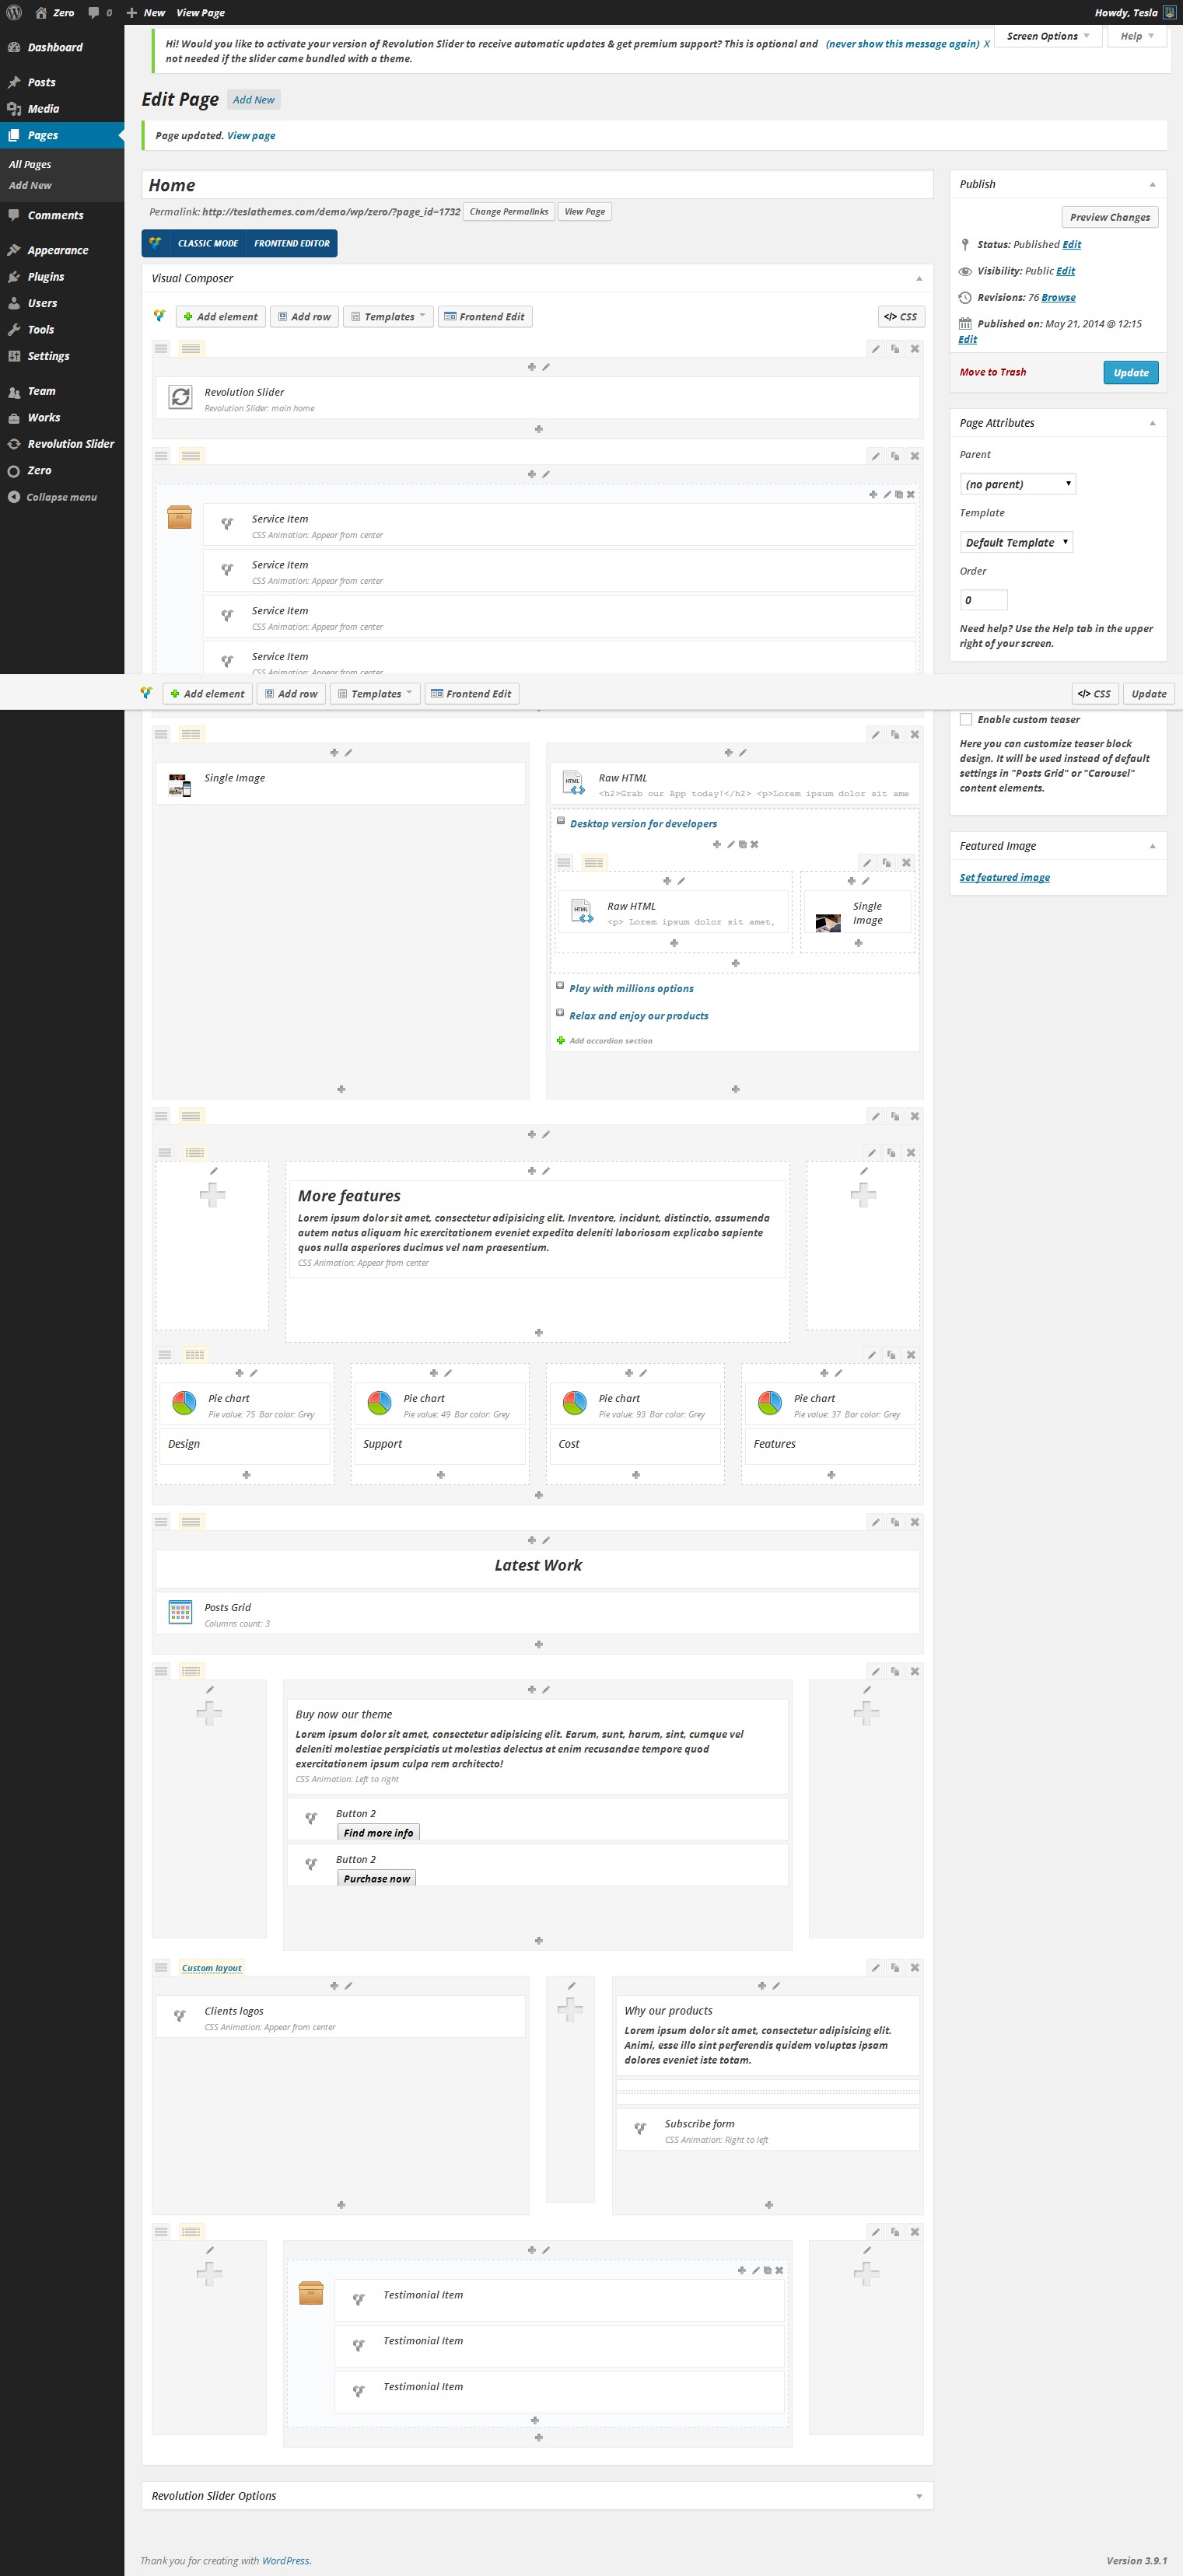 Zero
0
New
View Page
Howdy, Tesla
Dashboard
Posts
Media
Pages
All Pages
Add New
Comments
Appearance
Plugins
Users
Tools
Settings
Team
Works
Revolution Slider
Zero
Collapse menu
Hi! Would you like to activate your version of Revolution Slider to receive automatic updates & get premium support? This is optional and
not needed if the slider came bundled with a theme.
(never show this message again) X
Screen Options
Help
Edit Page
Add New
Page updated. View page
Home
Permalink: http://teslathemes.com/demo/wp/zero/?page_id=1732
Change Permalinks
View Page
CLASSIC MODE
FRONTEND EDITOR
Visual Composer
Add element
Add row
Templates
Frontend Edit
</> CSS
Revolution Slider
Revolution Slider: main home
Service Item
CSS Animation: Appear from center
Service Item
CSS Animation: Appear from center
Service Item
CSS Animation: Appear from center
Service Item
CSS Animation: Appear from center
Publish
Preview Changes
Status: Published Edit
Visibility: Public Edit
Revisions: 76 Browse
Published on: May 21, 2014 @ 12:15
Edit
Move to Trash
Update
Page Attributes
Parent
(no parent)
Template
Default Template
Order
0
Need help? Use the Help tab in the upper
right of your screen.
Add element
Add row
Templates
Frontend Edit
</> CSS
Update
Enable custom teaser
Here you can customize teaser block
design. It will be used instead of default
settings in "Posts Grid" or "Carousel"
content elements.
Featured Image
Set featured image
Single Image
Raw HTML
<h2>Grab our App today!</h2> <p>Lorem ipsum dolor sit ame
Desktop version for developers
Raw HTML
<p> Lorem ipsum dolor sit amet,
Single
Image
Play with millions options
Relax and enjoy our products
Add accordion section
More features
Lorem ipsum dolor sit amet, consectetur adipisicing elit. Inventore, incidunt, distinctio, assumenda
autem natus aliquam hic exercitationem eveniet expedita deleniti laboriosam explicabo sapiente
quos nulla asperiores ducimus vel nam praesentium.
CSS Animation: Appear from center
Pie chart
Pie value: 75 Bar color: Grey
Design
Pie chart
Pie value: 49 Bar color: Grey
Support
Pie chart
Pie value: 93 Bar color: Grey
Cost
Pie chart
Pie value: 37 Bar color: Grey
Features
Latest Work
Posts Grid
Columns count: 3
Buy now our theme
Lorem ipsum dolor sit amet, consectetur adipisicing elit. Earum, sunt, harum, sint, cumque vel
deleniti molestiae perspiciatis ut molestias delectus at enim recusandae tempore quod
exercitationem ipsum culpa rem architecto!
CSS Animation: Left to right
Button 2
Find more info
Button 2
Purchase now
Custom layout
Clients logos
CSS Animation: Appear from center
Why our products
Lorem ipsum dolor sit amet, consectetur adipisicing elit.
Animi, esse illo sint perferendis quidem voluptas ipsam
dolores eveniet iste totam.
Subscribe form
CSS Animation: Right to left
Testimonial Item
Testimonial Item
Testimonial Item
Revolution Slider Options
Thank you for creating with WordPress.
Version 3.9.1